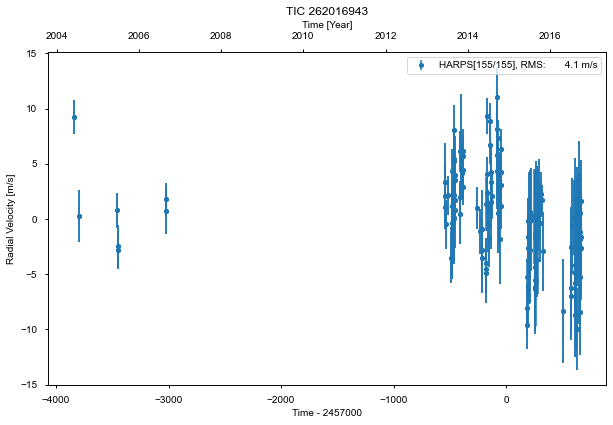 TIC 262016943
Time [Year]
2004 2006 2008 2010 2012 2014 2016
HARPS[155/155], RMS: 4.1 m/s
15
10
5
0
−5
−10
−15
Radial Velocity [m/s]
−4000 −3000 −2000 −1000 0
Time - 2457000